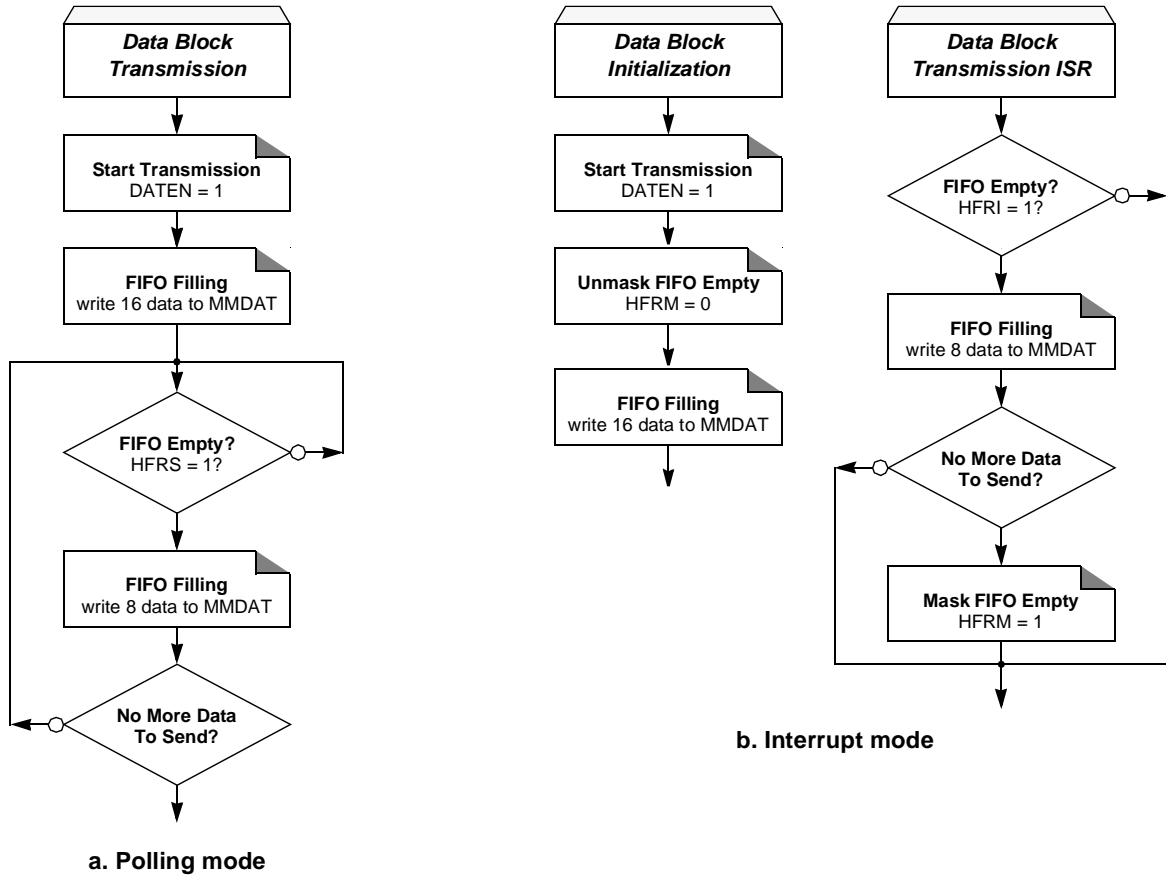 Data Block
Transmission
Start Transmission
DATEN = 1
FIFO Filling
write 16 data to MMDAT
FIFO Empty?
HFRS = 1?
FIFO Filling
write 8 data to MMDAT
No More Data
To Send?
a. Polling mode
Data Block
Initialization
Start Transmission
DATEN = 1
Unmask FIFO Empty
HFRM = 0
FIFO Filling
write 16 data to MMDAT
Data Block
Transmission ISR
FIFO Empty?
HFRI = 1?
FIFO Filling
write 8 data to MMDAT
No More Data
To Send?
Mask FIFO Empty
HFRM = 1
b. Interrupt mode